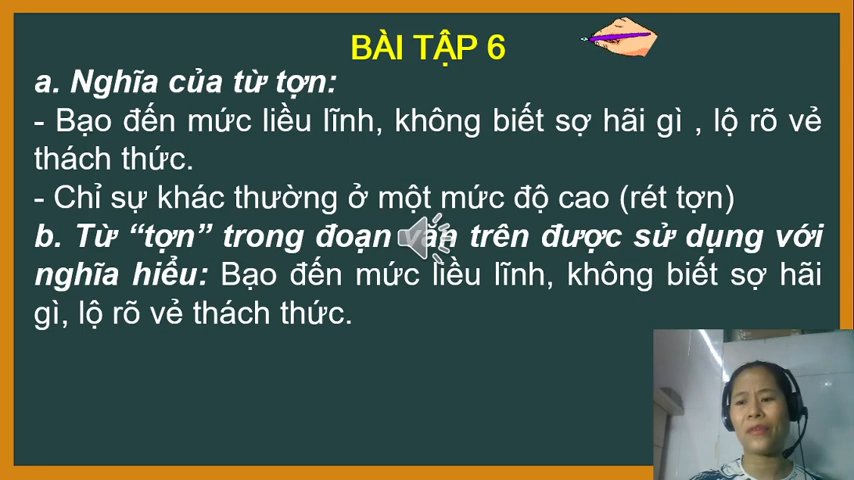 BÀI TẬP 6
a. Nghĩa của từ tợn:
- Bạo đến mức liều lĩnh, không biết sợ hãi gì , lộ rõ vẻ
thách thức.
- Chỉ sự khác thường ở một mức độ cao (rét tợn)
b. Từ “tợn” trong đoạn văn trên được sử dụng với
nghĩa hiểu: Bạo đến mức liều lĩnh, không biết sợ hãi
gì, lộ rõ vẻ thách thức.